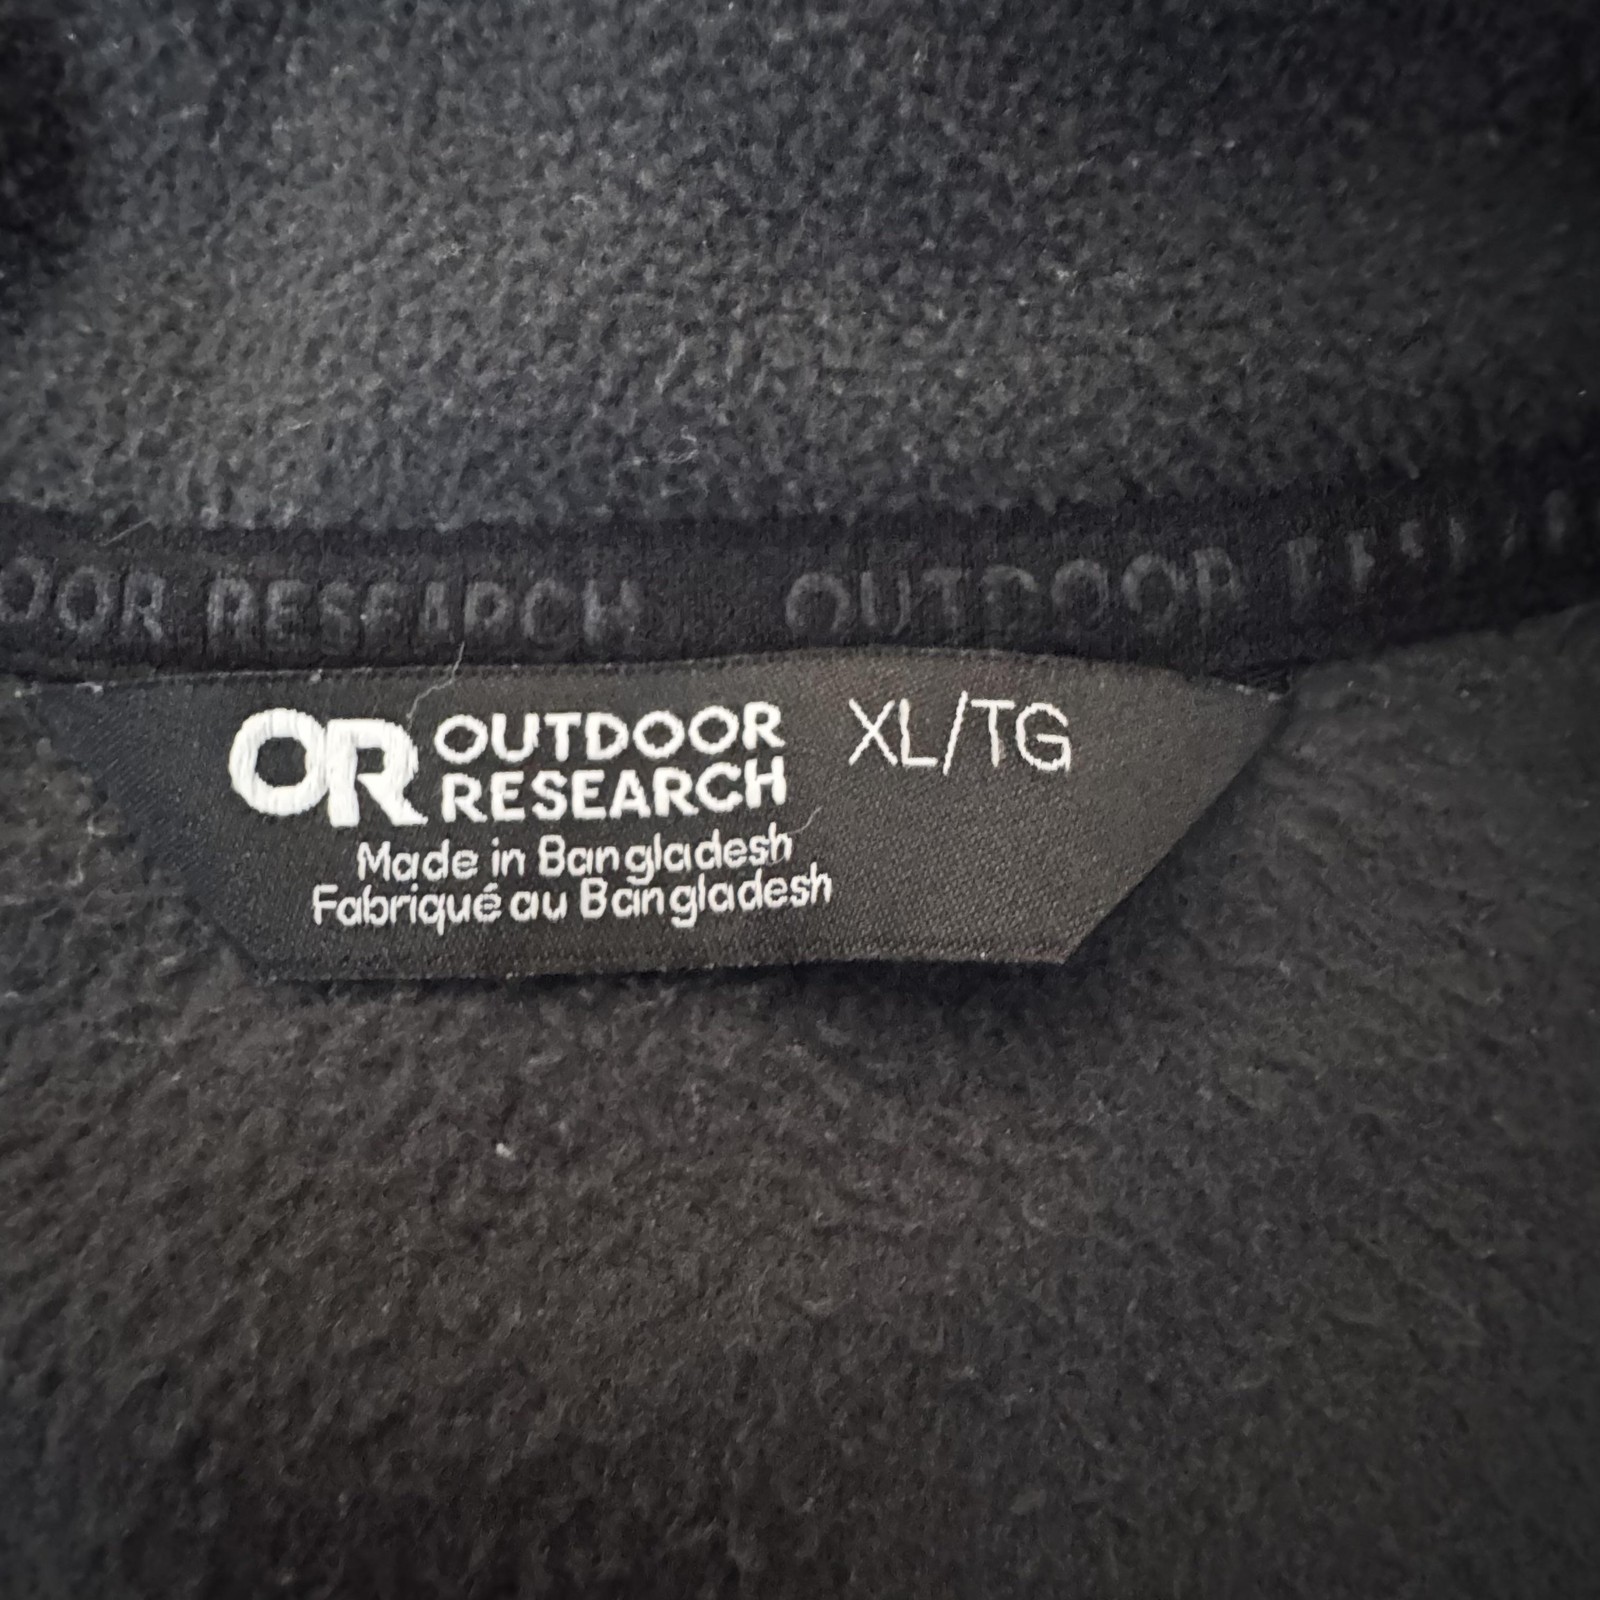 OOR RESEARCH OUTDOOR
OR OUTDOOR RESEARCH XL/TG
Made in Bangladesh
Fabriqué au Bangladesh